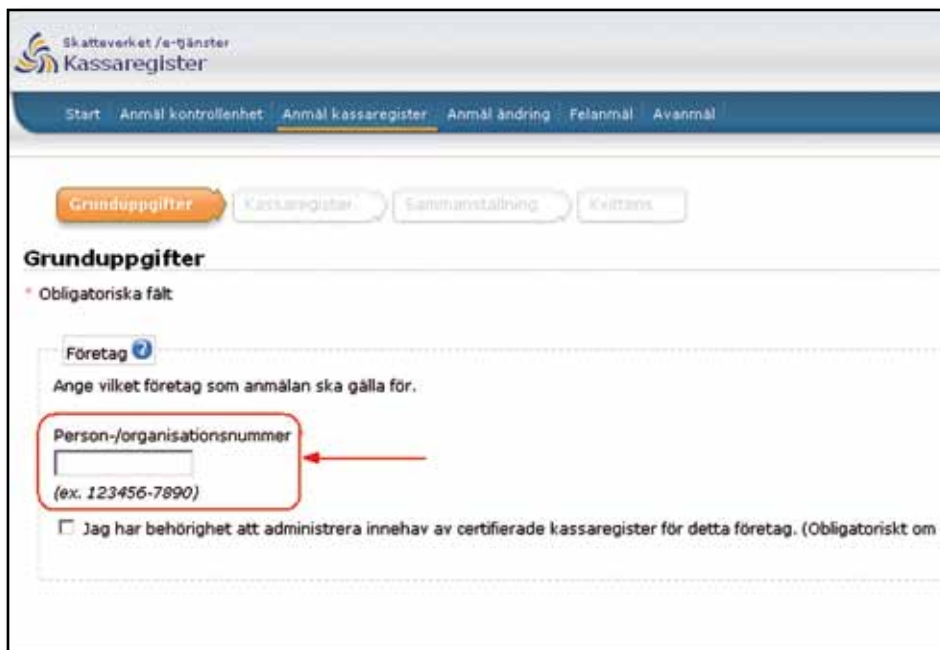 Skatteverket /e-tjänster
Kassaregister
Start Anmäl kontrollenhet Anmäl kassaregister Anmäl ändring Felanmäl Avanmäl
Grunduppgifter Kassaregister Sammanställning Kvittens
Grunduppgifter
* Obligatoriska fält
Företag ?
Ange vilket företag som anmälan ska gälla för.
Person-/organisationsnummer
(ex. 123456-7890)
Jag har behörighet att administrera innehav av certifierade kassaregister för detta företag. (Obligatoriskt om